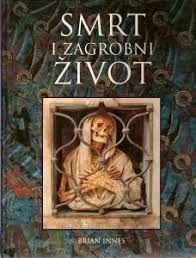 SMRT
I ZAGROBNI
ŽIVOT
BRIAN INNES